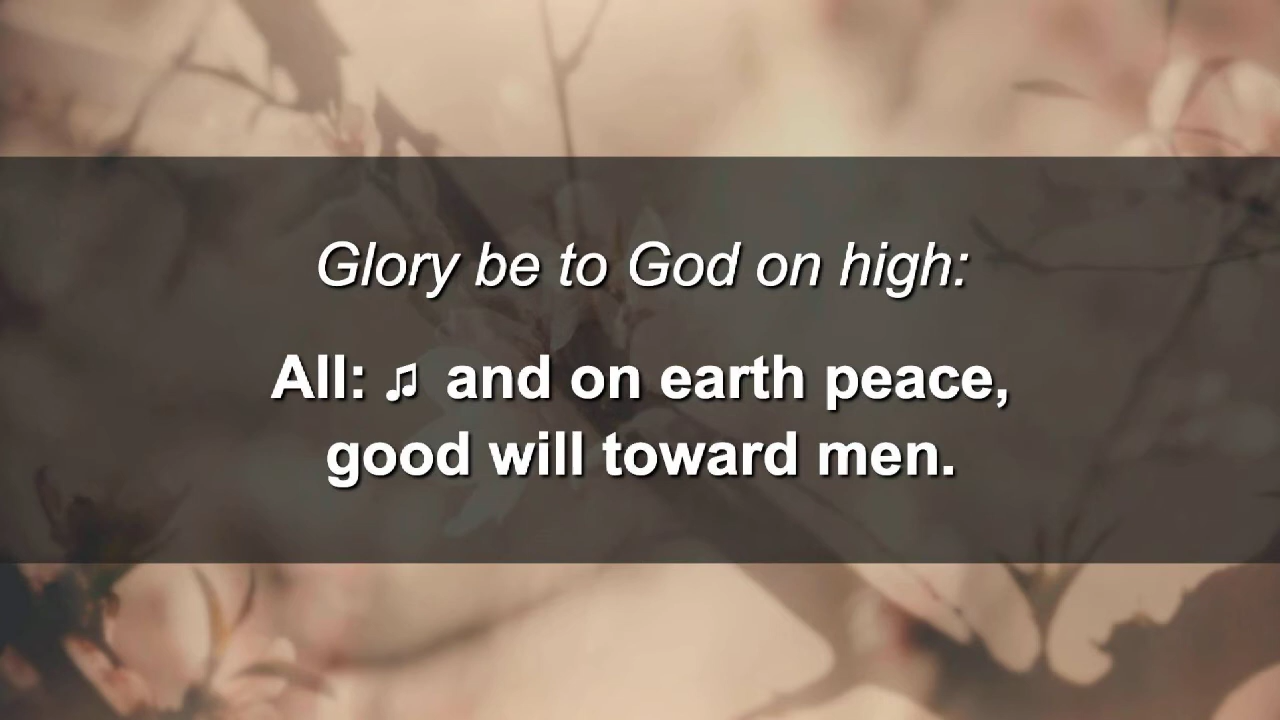 Glory be to God on high:
All: ♫ and on earth peace,
good will toward men.